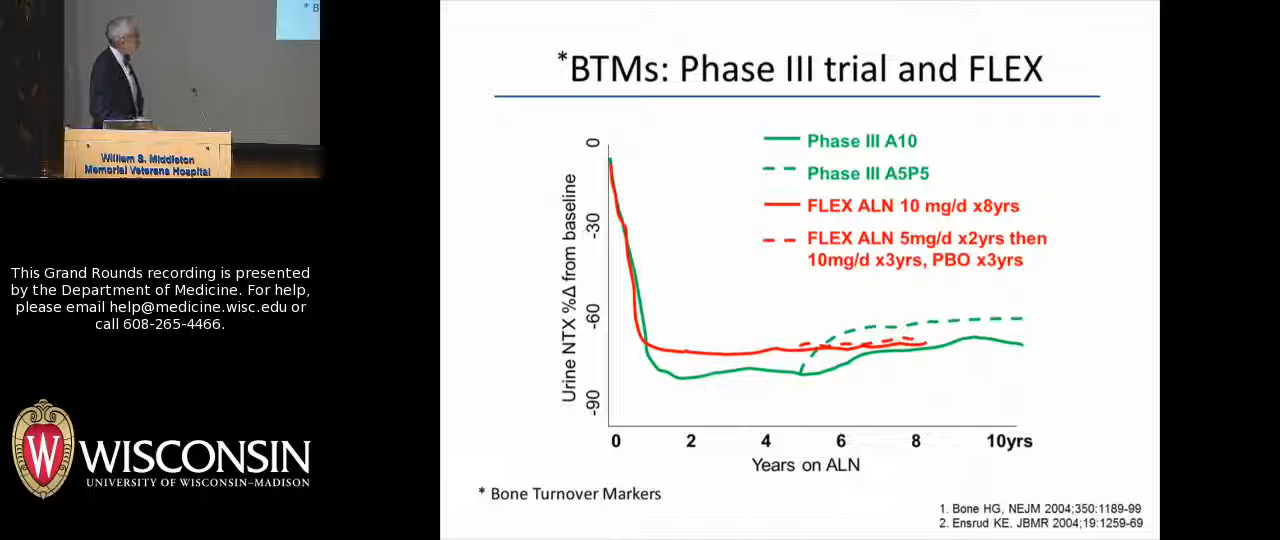 * B
William S. Middleton
Memorial Veterans Hospital
This Grand Rounds recording is presented
by the Department of Medicine. For help,
please email help@medicine.wisc.edu or
call 608-265-4466.
W
WISCONSIN
UNIVERSITY OF WISCONSIN–MADISON
*BTMs: Phase III trial and FLEX
Phase III A10
Phase III A5P5
FLEX ALN 10 mg/d x8yrs
FLEX ALN 5mg/d x2yrs then
10mg/d x3yrs, PBO x3yrs
Urine NTX %Δ from baseline
0
-30
-60
-90
0 2 4 6 8 10yrs
Years on ALN
* Bone Turnover Markers
1. Bone HG, NEJM 2004;350:1189-99
2. Ensrud KE, JBMR 2004;19:1259-69